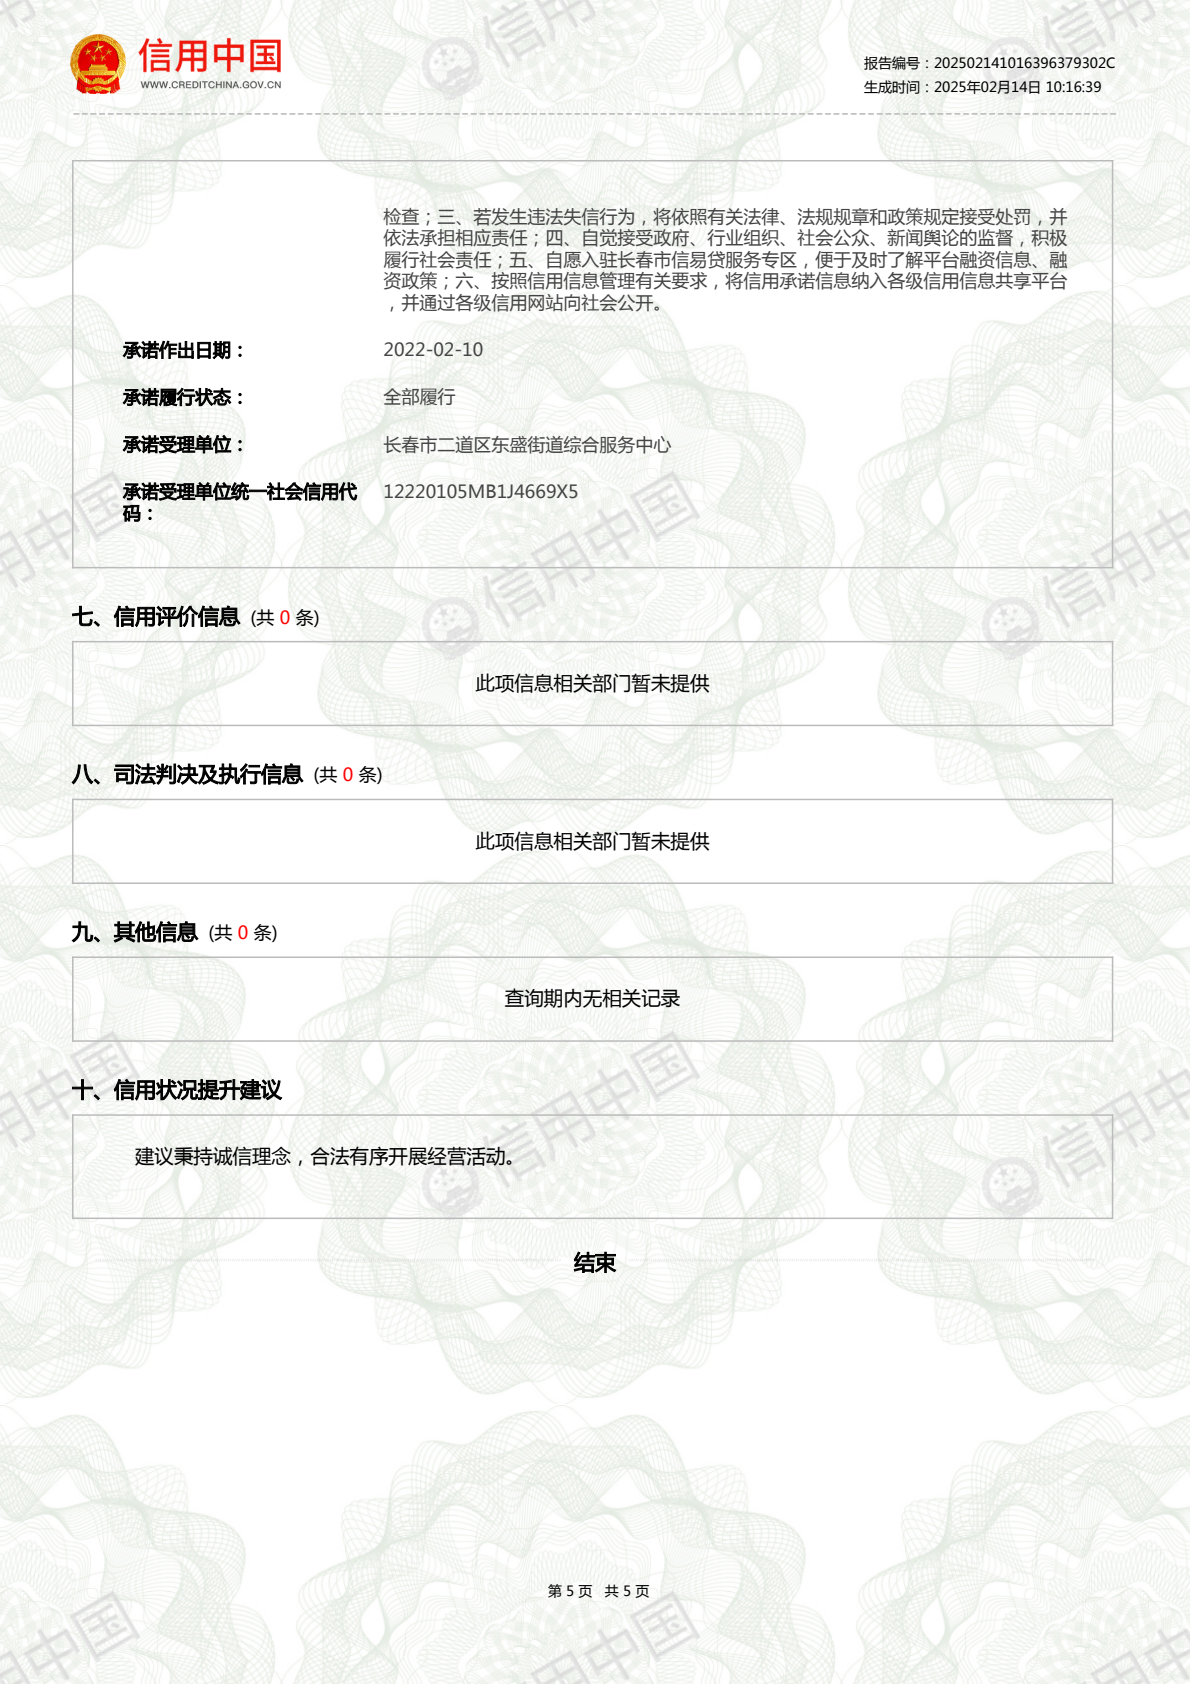 信用中国
WWW.CREDITCHINA.GOV.CN
报告编号：202502141016396379302C
生成时间：2025年02月14日 10:16:39
检查；三、若发生违法失信行为，将依照有关法律、法规规章和政策规定接受处罚，并
依法承担相应责任；四、自觉接受政府、行业组织、社会公众、新闻舆论的监督，积极
履行社会责任；五、自愿入驻长春市信易贷服务专区，便于及时了解平台融资信息、融
资政策；六、按照信用信息管理有关要求，将信用承诺信息纳入各级信用信息共享平台
，并通过各级信用网站向社会公开。
承诺作出日期： 2022-02-10
承诺履行状态： 全部履行
承诺受理单位： 长春市二道区东盛街道综合服务中心
承诺受理单位统一社会信用代 12220105MB1J4669X5
码：
七、信用评价信息 (共 0 条)
此项信息相关部门暂未提供
八、司法判决及执行信息 (共 0 条)
此项信息相关部门暂未提供
九、其他信息 (共 0 条)
查询期内无相关记录
十、信用状况提升建议
建议秉持诚信理念，合法有序开展经营活动。
结束
第 5 页 共 5 页